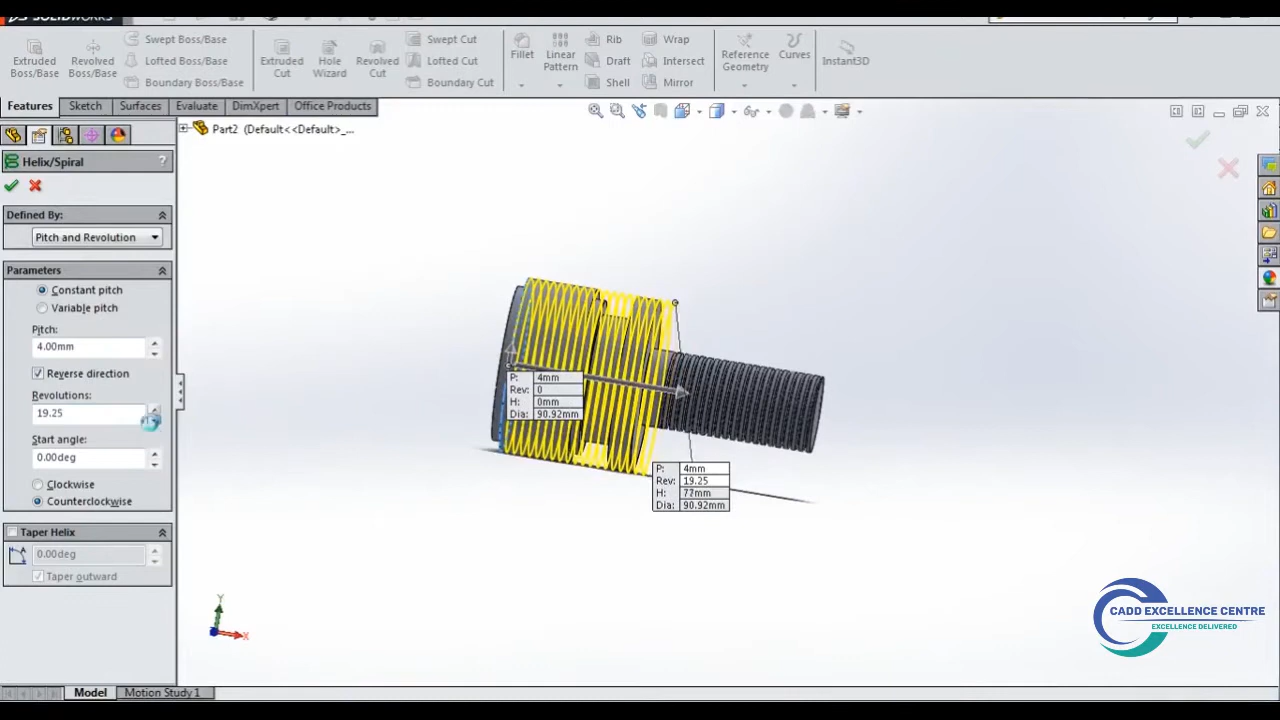 SOLIDWORKS
Extruded Boss/Base
Revolved Boss/Base
Swept Boss/Base
Lofted Boss/Base
Boundary Boss/Base
Extruded Cut
Hole Wizard
Revolved Cut
Swept Cut
Lofted Cut
Boundary Cut
Fillet
Linear Pattern
Rib
Draft
Shell
Wrap
Intersect
Mirror
Reference Geometry
Curves
Instant3D
Features Sketch Surfaces Evaluate DimXpert Office Products
Part2 (Default<<Default>_...
Helix/Spiral ?
Defined By:
Pitch and Revolution
Parameters
Constant pitch
Variable pitch
Pitch:
4.00mm
Reverse direction
Revolutions:
19.25
Start angle:
0.00deg
Clockwise
Counterclockwise
Taper Helix
0.00deg
Taper outward
P: 4mm
Rev: 0
H: 0mm
Dia: 90.92mm
P: 4mm
Rev: 19.25
H: 77mm
Dia: 90.92mm
Y
X
CADD EXCELLENCE CENTRE
EXCELLENCE DELIVERED
Model Motion Study 1